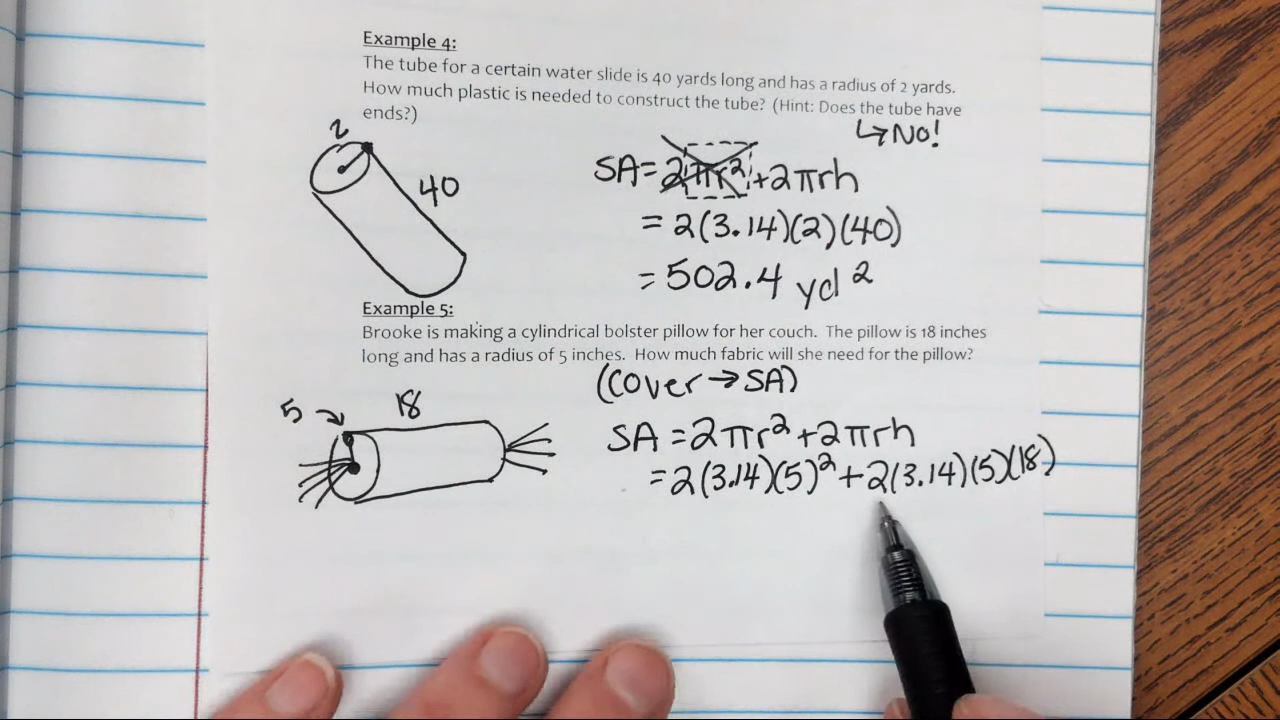 Example 4:
The tube for a certain water slide is 40 yards long and has a radius of 2 yards.
How much plastic is needed to construct the tube? (Hint: Does the tube have
ends?)
↳No!
2
40
SA=2πr²+2πrh
= 2(3.14)(2)(40)
= 502.4 yd²
Example 5:
Brooke is making a cylindrical bolster pillow for her couch. The pillow is 18 inches
long and has a radius of 5 inches. How much fabric will she need for the pillow?
(Cover→SA)
5
18
SA = 2πr²+2πrh
= 2(3.14)(5)²+2(3.14)(5)(18)